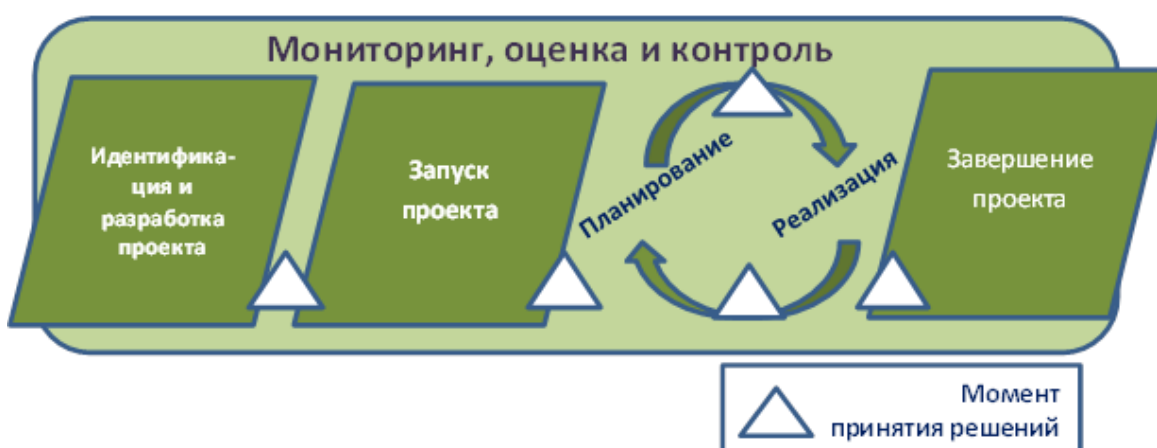 Мониторинг, оценка и контроль
Идентифика-
ция и
разработка
проекта
Запуск
проекта
Планирование
Реализация
Завершение
проекта
Момент
принятия решений